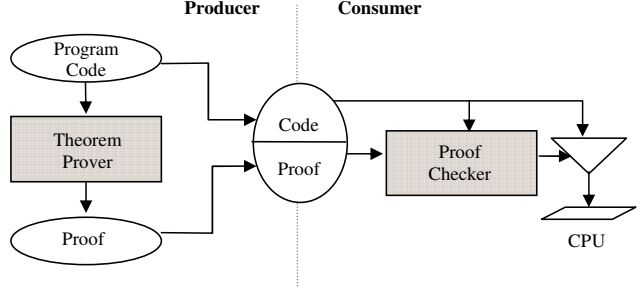 Producer
Consumer
Program
Code
Theorem
Prover
Proof
Code
Proof
Proof
Checker
CPU